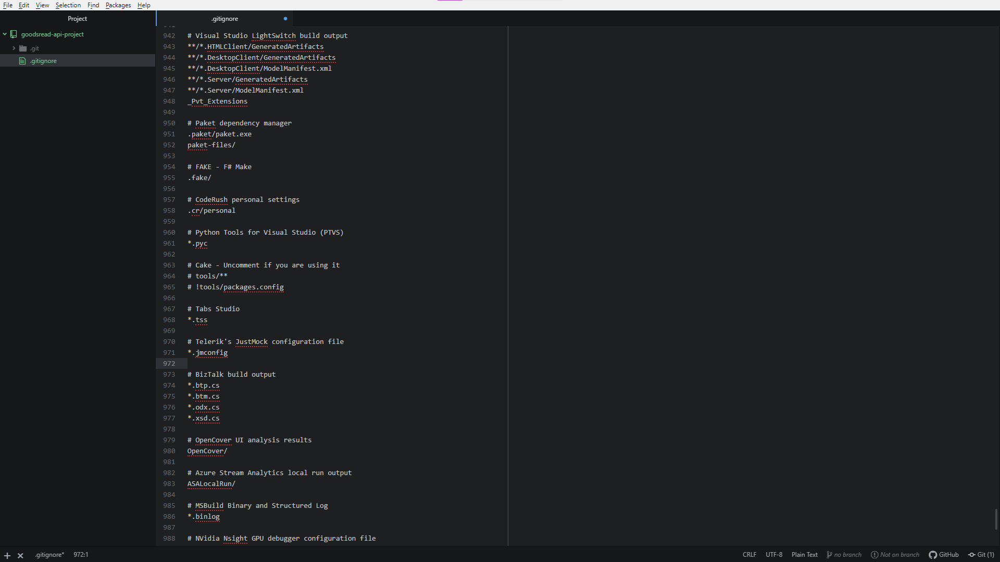 File Edit View Selection Find Packages Help
Project
.gitignore
goodsread-api-project
.git
.gitignore
942 # Visual Studio LightSwitch build output
943 **/*.HTMLClient/GeneratedArtifacts
944 **/*.DesktopClient/GeneratedArtifacts
945 **/*.DesktopClient/ModelManifest.xml
946 **/*.Server/GeneratedArtifacts
947 **/*.Server/ModelManifest.xml
948 _Pvt_Extensions
949
950 # Paket dependency manager
951 .paket/paket.exe
952 paket-files/
953
954 # FAKE - F# Make
955 .fake/
956
957 # CodeRush personal settings
958 .cr/personal
959
960 # Python Tools for Visual Studio (PTVS)
961 *.pyc
962
963 # Cake - Uncomment if you are using it
964 # tools/**
965 # !tools/packages.config
966
967 # Tabs Studio
968 *.tss
969
970 # Telerik's JustMock configuration file
971 *.jmconfig
972
973 # BizTalk build output
974 *.btp.cs
975 *.btm.cs
976 *.odx.cs
977 *.xsd.cs
978
979 # OpenCover UI analysis results
980 OpenCover/
981
982 # Azure Stream Analytics local run output
983 ASALocalRun/
984
985 # MSBuild Binary and Structured Log
986 *.binlog
987
988 # NVidia Nsight GPU debugger configuration file
.gitignore* 972:1 CRLF UTF-8 Plain Text no branch Not on branch GitHub Git (1)